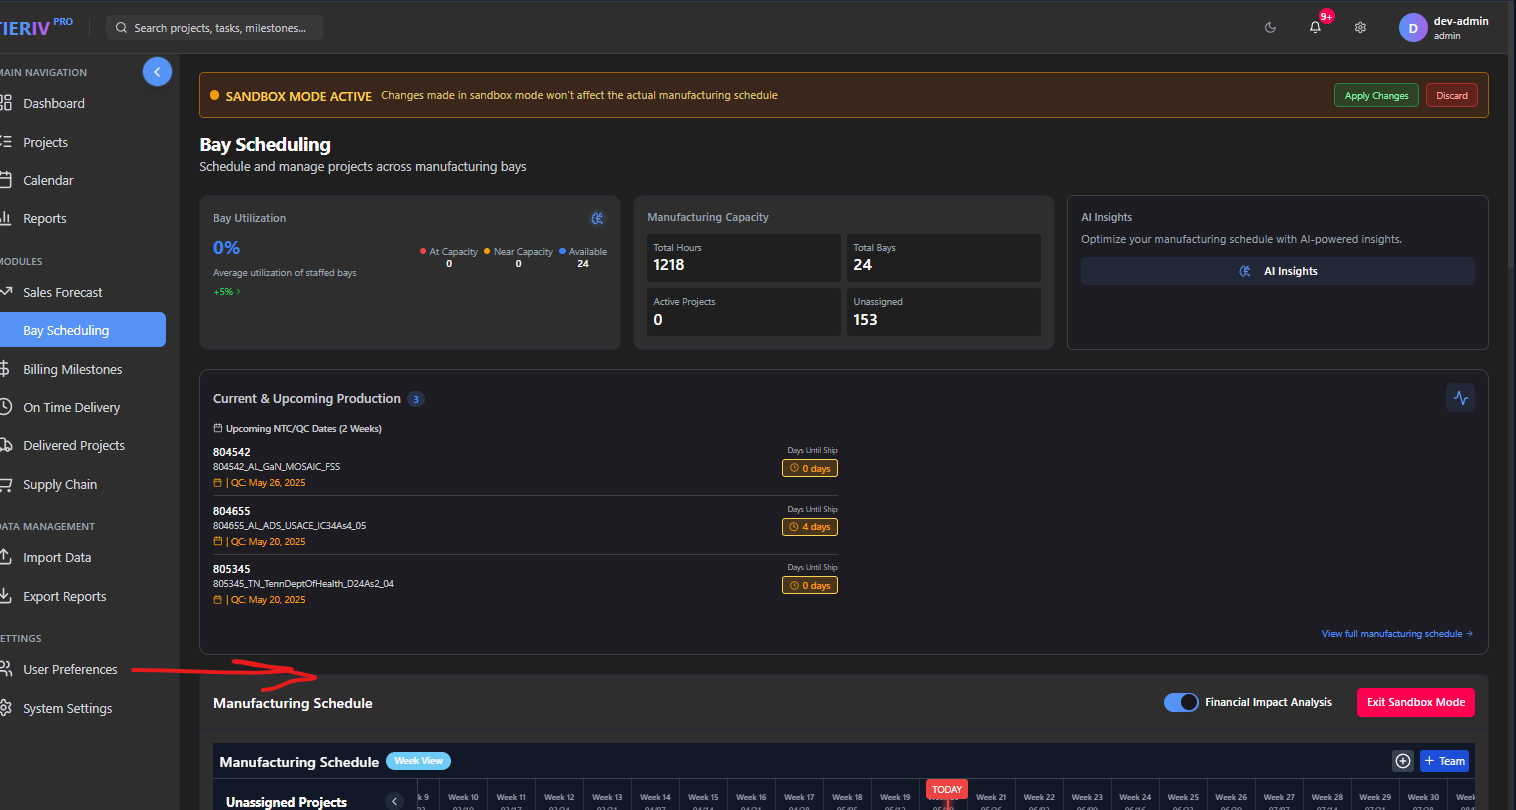 TIERIV PRO
Search projects, tasks, milestones...
9+
D
dev-admin
admin
MAIN NAVIGATION
Dashboard
Projects
Calendar
Reports
MODULES
Sales Forecast
Bay Scheduling
Billing Milestones
On Time Delivery
Delivered Projects
Supply Chain
DATA MANAGEMENT
Import Data
Export Reports
SETTINGS
User Preferences
System Settings
SANDBOX MODE ACTIVE Changes made in sandbox mode won't affect the actual manufacturing schedule
Apply Changes Discard
Bay Scheduling
Schedule and manage projects across manufacturing bays
Bay Utilization
0%
Average utilization of staffed bays
+5% >
At Capacity Near Capacity Available
0 0 24
Manufacturing Capacity
Total Hours
1218
Total Bays
24
Active Projects
0
Unassigned
153
AI Insights
Optimize your manufacturing schedule with AI-powered insights.
AI Insights
Current & Upcoming Production 3
Upcoming NTC/QC Dates (2 Weeks)
804542
804542_AL_GaN_MOSAIC_FSS
| QC: May 26, 2025
Days Until Ship
0 days
804655
804655_AL_ADS_USACE_IC34As4_05
| QC: May 20, 2025
Days Until Ship
4 days
805345
805345_TN_TennDeptOfHealth_D24As2_04
| QC: May 20, 2025
Days Until Ship
0 days
View full manufacturing schedule →
Manufacturing Schedule
Financial Impact Analysis
Exit Sandbox Mode
Manufacturing Schedule Week View
+ Team
Unassigned Projects
k 9 Week 10 Week 11 Week 12 Week 13 Week 14 Week 15 Week 16 Week 17 Week 18 Week 19 TODAY Week 21 Week 22 Week 23 Week 24 Week 25 Week 26 Week 27 Week 28 Week 29 Week 30 Week